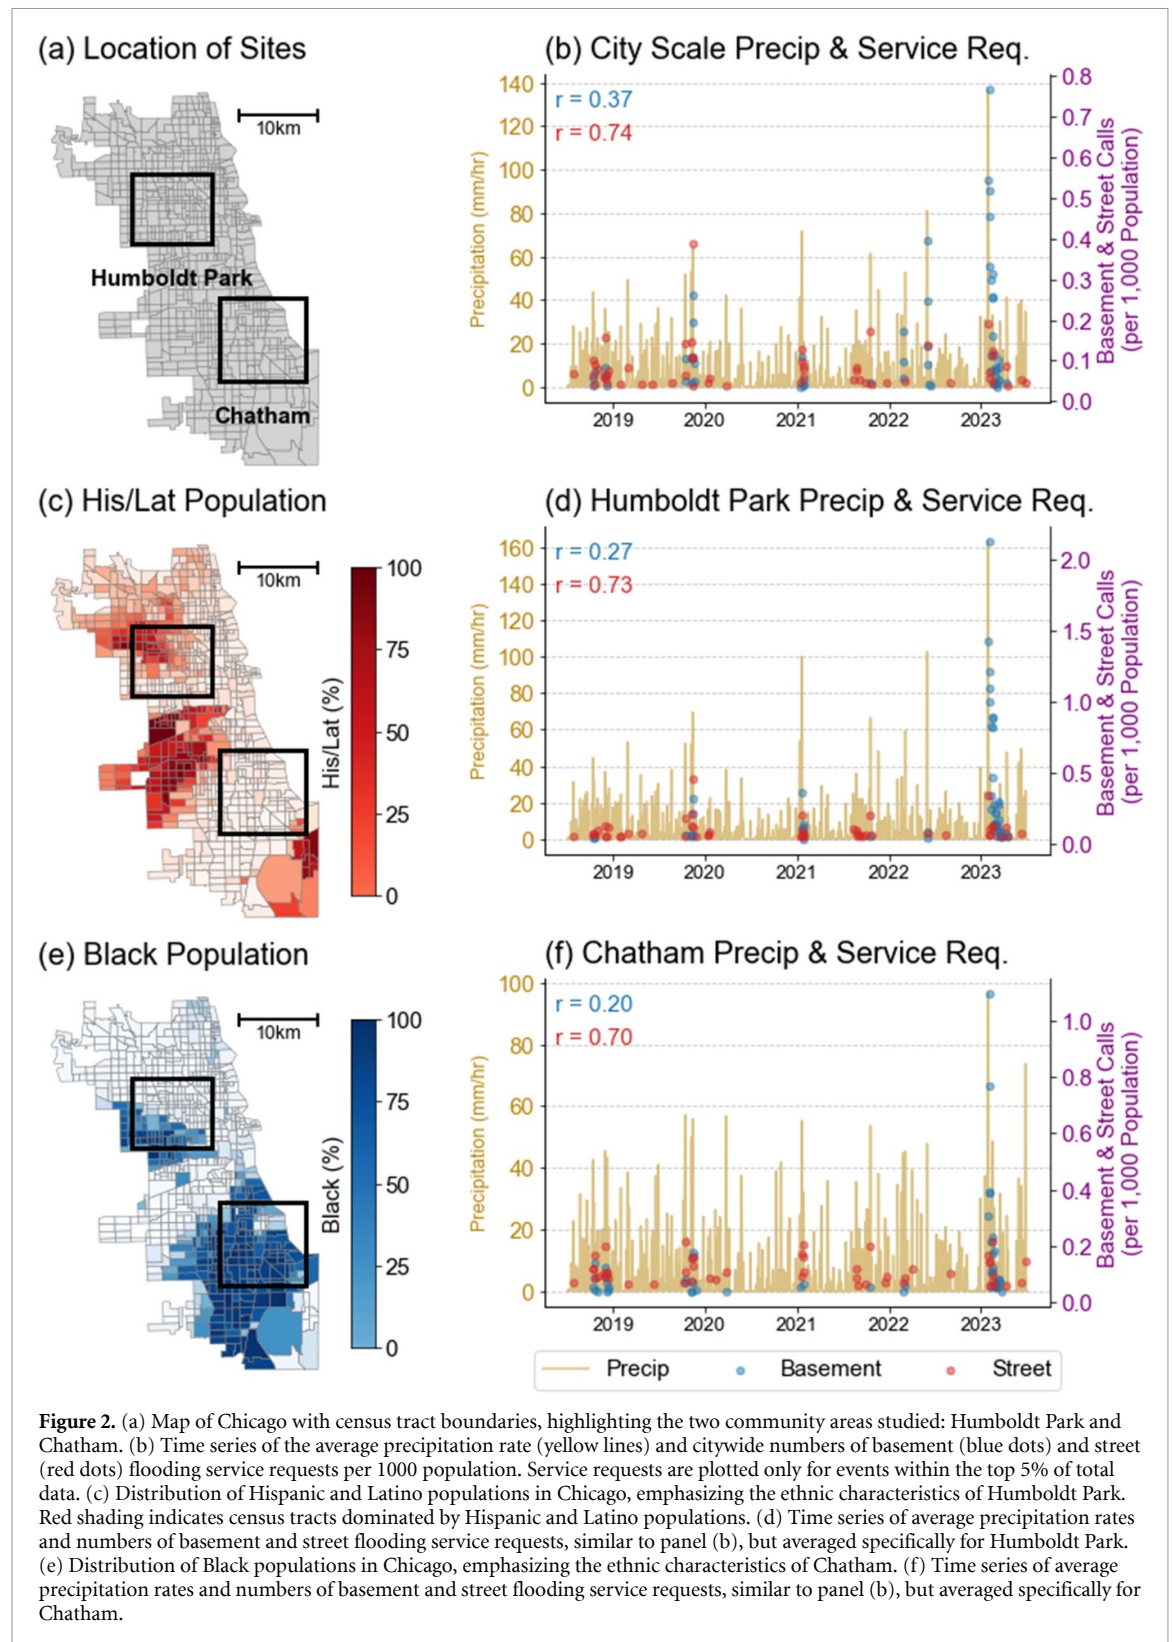 (a) Location of Sites
10km
Humboldt Park
Chatham
(b) City Scale Precip & Service Req.
r = 0.37
r = 0.74
Precipitation (mm/hr)
140
120
100
80
60
40
20
0
0.8
0.7
0.6
0.5
0.4
0.3
0.2
0.1
0.0
Basement & Street Calls
(per 1,000 Population)
2019 2020 2021 2022 2023
(c) His/Lat Population
10km
100
75
50
25
0
His/Lat (%)
(d) Humboldt Park Precip & Service Req.
r = 0.27
r = 0.73
Precipitation (mm/hr)
160
140
120
100
80
60
40
20
0
2.0
1.5
1.0
0.5
0.0
Basement & Street Calls
(per 1,000 Population)
2019 2020 2021 2022 2023
(e) Black Population
10km
100
75
50
25
0
Black (%)
(f) Chatham Precip & Service Req.
r = 0.20
r = 0.70
Precipitation (mm/hr)
100
80
60
40
20
0
1.0
0.8
0.6
0.4
0.2
0.0
Basement & Street Calls
(per 1,000 Population)
2019 2020 2021 2022 2023
Precip Basement Street
Figure 2. (a) Map of Chicago with census tract boundaries, highlighting the two community areas studied: Humboldt Park and
Chatham. (b) Time series of the average precipitation rate (yellow lines) and citywide numbers of basement (blue dots) and street
(red dots) flooding service requests per 1000 population. Service requests are plotted only for events within the top 5% of total
data. (c) Distribution of Hispanic and Latino populations in Chicago, emphasizing the ethnic characteristics of Humboldt Park.
Red shading indicates census tracts dominated by Hispanic and Latino populations. (d) Time series of average precipitation rates
and numbers of basement and street flooding service requests, similar to panel (b), but averaged specifically for Humboldt Park.
(e) Distribution of Black populations in Chicago, emphasizing the ethnic characteristics of Chatham. (f) Time series of average
precipitation rates and numbers of basement and street flooding service requests, similar to panel (b), but averaged specifically for
Chatham.